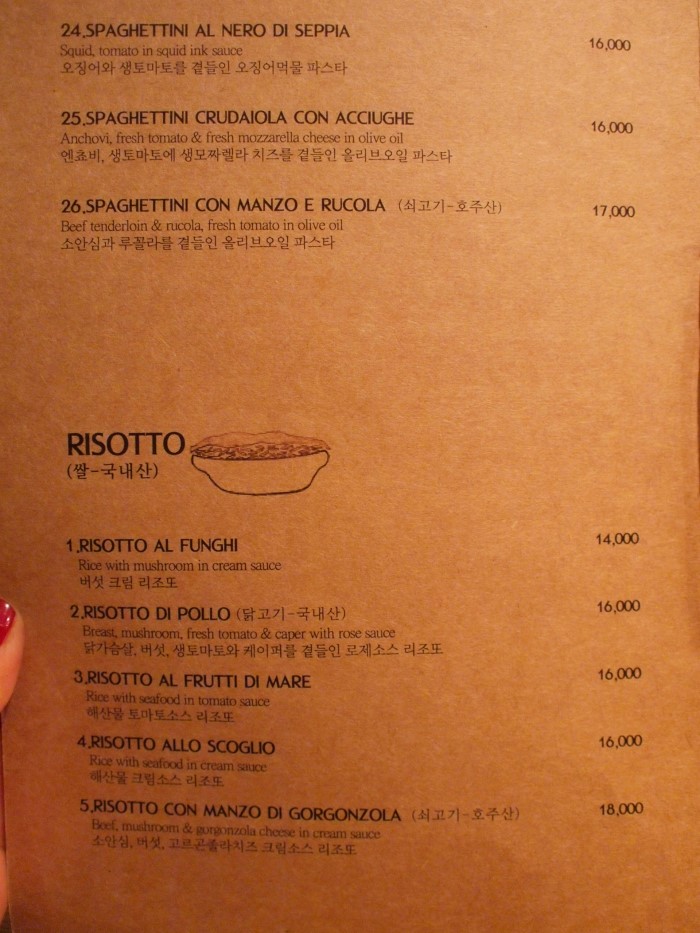 24.SPAGHETTINI AL NERO DI SEPPIA 16,000
Squid, tomato in squid ink sauce
오징어와 생토마토를 곁들인 오징어먹물 파스타
25.SPAGHETTINI CRUDAIOLA CON ACCIUGHE 16,000
Anchovi, fresh tomato & fresh mozzarella cheese in olive oil
엔쵸비, 생토마토에 생모짜렐라 치즈를 곁들인 올리브오일 파스타
26.SPAGHETTINI CON MANZO E RUCOLA (쇠고기-호주산) 17,000
Beef tenderloin & rucola, fresh tomato in olive oil
소안심과 루꼴라를 곁들인 올리브오일 파스타
RISOTTO
(쌀-국내산)
1.RISOTTO AL FUNGHI 14,000
Rice with mushroom in cream sauce
버섯 크림 리조또
2.RISOTTO DI POLLO (닭고기-국내산) 16,000
Breast, mushroom, fresh tomato & caper with rose sauce
닭가슴살, 버섯, 생토마토와 케이퍼를 곁들인 로제소스 리조또
3.RISOTTO AL FRUTTI DI MARE 16,000
Rice with seafood in tomato sauce
해산물 토마토소스 리조또
4.RISOTTO ALLO SCOGLIO 16,000
Rice with seafood in cream sauce
해산물 크림소스 리조또
5.RISOTTO CON MANZO DI GORGONZOLA (쇠고기-호주산) 18,000
Beef, mushroom & gorgonzola cheese in cream sauce
소안심, 버섯, 고르곤졸라치즈 크림소스 리조또